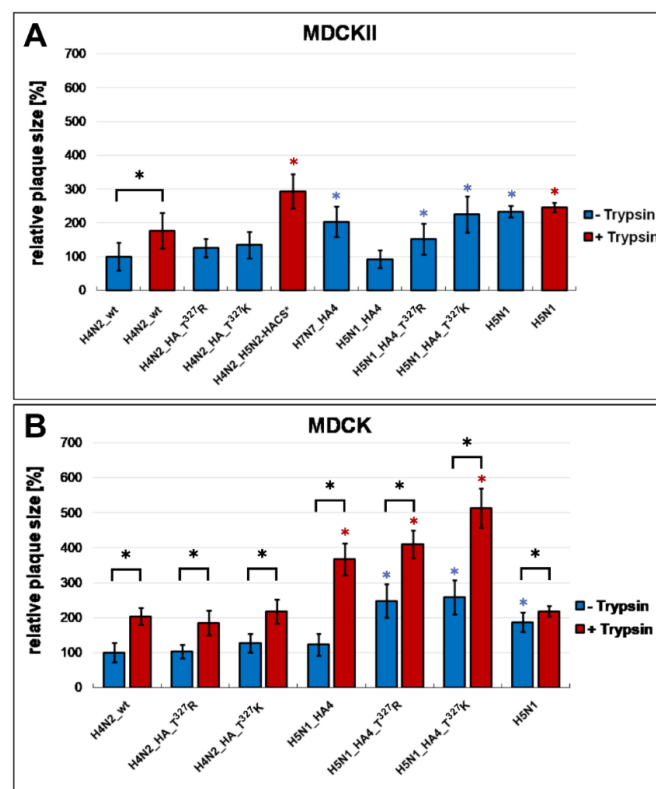 A
MDCKII
relative plaque size [%]
700
600
500
400
300
200
100
0
*
*
*
*
*
*
*
- Trypsin
+ Trypsin
H4N2_wt
H4N2_wt
H4N2_HA_T³²⁷R
H4N2_HA_T³²⁷K
H4N2_H5N2-HACS*
H7N7_HA4
H5N1_HA4
H5N1_HA4_T³²⁷R
H5N1_HA4_T³²⁷K
H5N1
H5N1
B
MDCK
relative plaque size [%]
700
600
500
400
300
200
100
0
*
*
*
*
*
*
*
*
*
*
*
*
*
- Trypsin
+ Trypsin
H4N2_wt
H4N2_HA_T³²⁷R
H4N2_HA_T³²⁷K
H5N1_HA4
H5N1_HA4_T³²⁷R
H5N1_HA4_T³²⁷K
H5N1